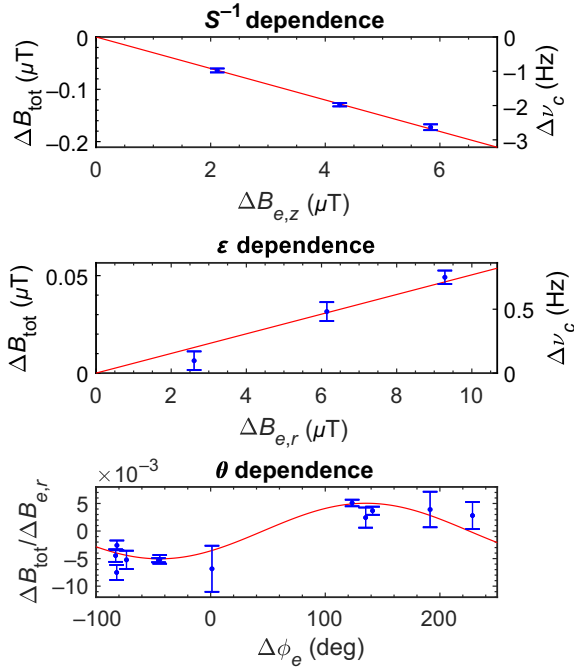 S⁻¹ dependence
ΔB_tot (μT)
0
−0.1
−0.2
0
−1
−2
−3
Δν_c (Hz)
0
2
4
6
ΔB_e,z (μT)
ε dependence
ΔB_tot (μT)
0.05
0
0.5
0
Δν_c (Hz)
0
2
4
6
8
10
ΔB_e,r (μT)
θ dependence
×10⁻³
ΔB_tot/ΔB_e,r
5
0
−5
−10
−100
0
100
200
Δϕ_e (deg)